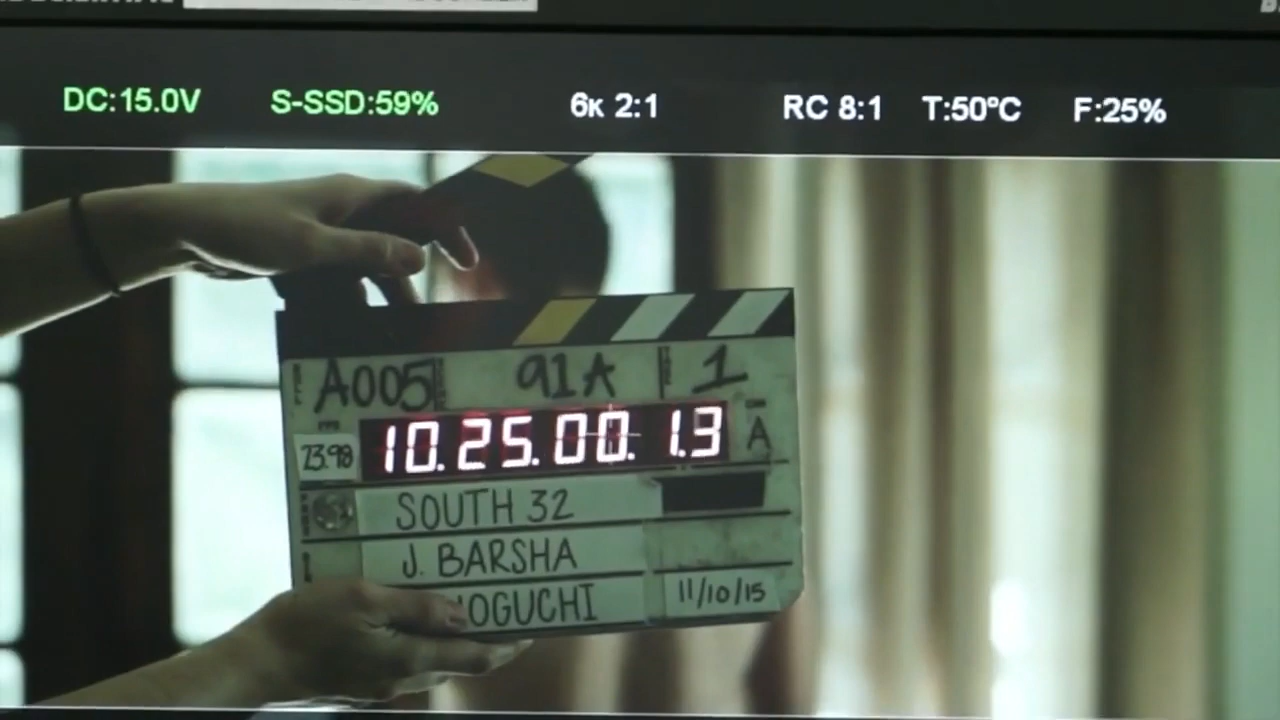 DC:15.0V S-SSD:59% 6K 2:1 RC 8:1 T:50°C F:25%
A005 91A 1
23.98 10.25.00.13 A
SOUTH 32
J. BARSHA
OGUCHI 11/10/15